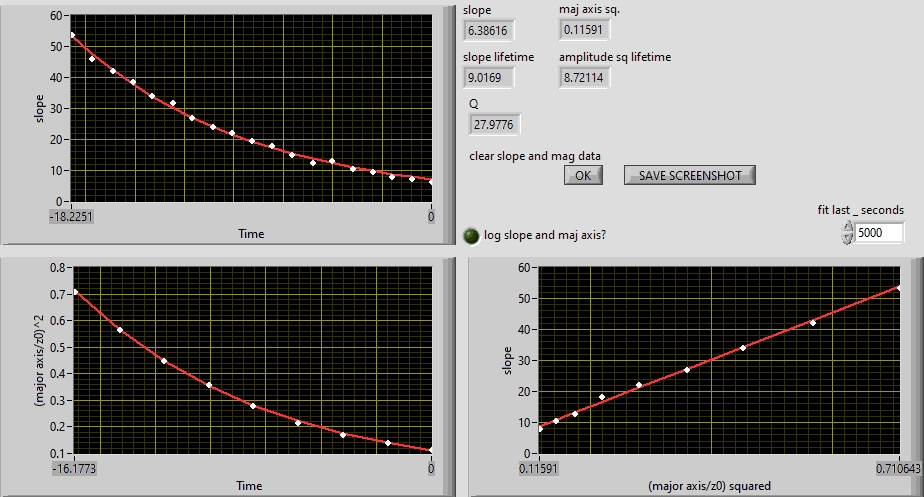 60
50
40
30
20
10
0
slope
-18.2251
0
Time
slope
maj axis sq.
6.38616
0.11591
slope lifetime
amplitude sq lifetime
9.0169
8.72114
Q
27.9776
clear slope and mag data
OK
SAVE SCREENSHOT
fit last _ seconds
5000
log slope and maj axis?
0.8
0.7
0.6
0.5
0.4
0.3
0.2
0.1
(major axis/z0)^2
-16.1773
0
Time
60
50
40
30
20
10
0
slope
0.11591
0.710643
(major axis/z0) squared